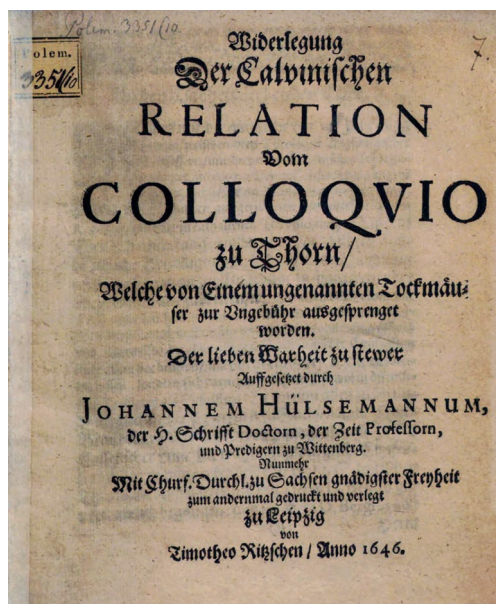 Polem. 3351/10.
7.
Polem.
3351/10
Widerlegung
Der Calvinischen
RELATION
Vom
COLLOQVIO
zu Thorn/
Welche von Einem ungenannten Tockmäu-
ser zur Vngebühr ausgesprenget
worden.
Der lieben Warheit zu stewer
Auffgesetzet durch
JOHANNEM HÜLSEMANNUM,
der H. Schrifft Doctorn, der Zeit Professorn,
und Predigern zu Wittenberg.
Nunmehr
Mit Churf. Durchl. zu Sachsen gnädigster Freyheit
zum andernmal gedruckt und verlegt
zu Leipzig
von
Timotheo Ritzschen / Anno 1646.